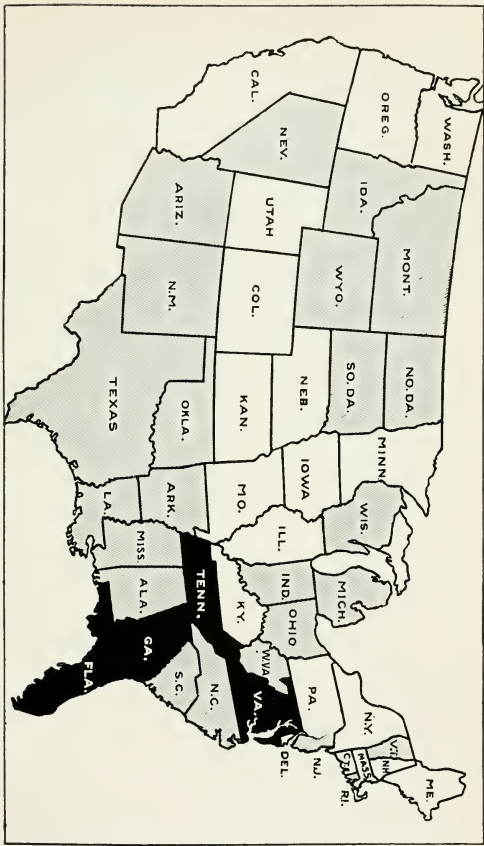 WASH.
OREG.
CAL.
NEV.
IDA.
MONT.
WYO.
UTAH
COL.
ARIZ.
N.M.
NO.DA.
SO.DA.
NEB.
KAN.
OKLA.
TEXAS
MINN.
IOWA
MO.
ARK.
LA.
WIS.
ILL.
MICH.
IND.
OHIO
KY.
TENN.
MISS.
ALA.
GA.
FLA.
S.C.
N.C.
VA.
W.VA.
PA.
N.Y.
VT.
N.H.
ME.
MASS.
CT.
R.I.
N.J.
DEL.